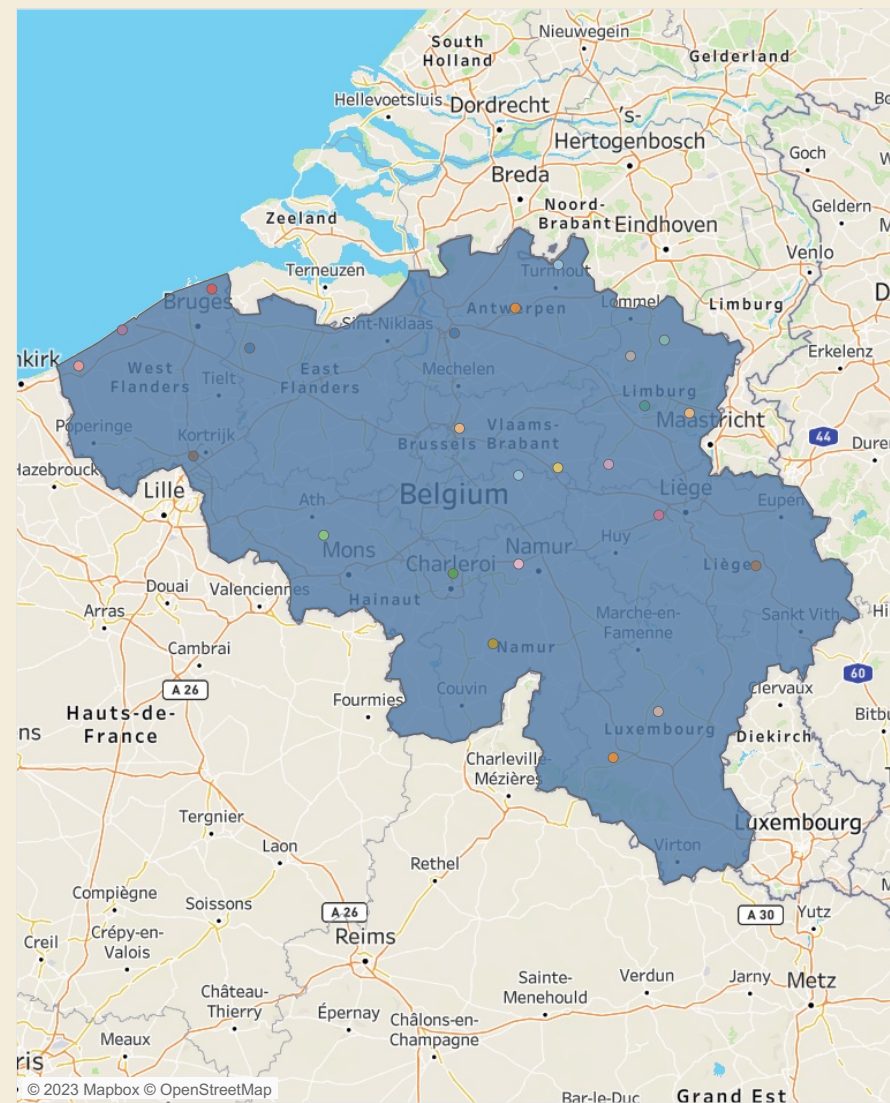 South
Holland
Nieuwegein
Gelderland
Hellevoetsluis
Dordrecht
's-
Hertogenbosch
Goch
Breda
Geldern
Zeeland
Noord-
Brabant
Eindhoven
Terneuzen
Turnhout
Venlo
Bruges
Antwerpen
Lommel
Limburg
Sint-Niklaas
nkirk
West
Flanders
East
Flanders
Mechelen
Erkelenz
Tielt
Limburg
Poperinge
Kortrijk
Brussels
Vlaams-
Brabant
Maastricht
44
Duren
Hazebrouck
Lille
Belgium
Liège
Ath
Eupen
Mons
Charleroi
Namur
Huy
Liège
Douai
Valenciennes
Hainaut
Arras
Marche-en-
Famenne
Sankt Vith
Cambrai
Namur
60
A 26
Couvin
Fourmies
Clervaux
Hauts-de-
France
Luxembourg
Diekirch
Bitbu
Charleville-
Mézières
Tergnier
Luxembourg
Laon
Rethel
Virton
Compiègne
Soissons
A 26
A 30
Yutz
Creil
Crépy-en-
Valois
Reims
Sainte-
Menehould
Verdun
Jarny
Metz
Château-
Thierry
Épernay
Châlons-en-
Champagne
Meaux
ris
© 2023 Mapbox © OpenStreetMap
Bar-le-Duc
Grand Est